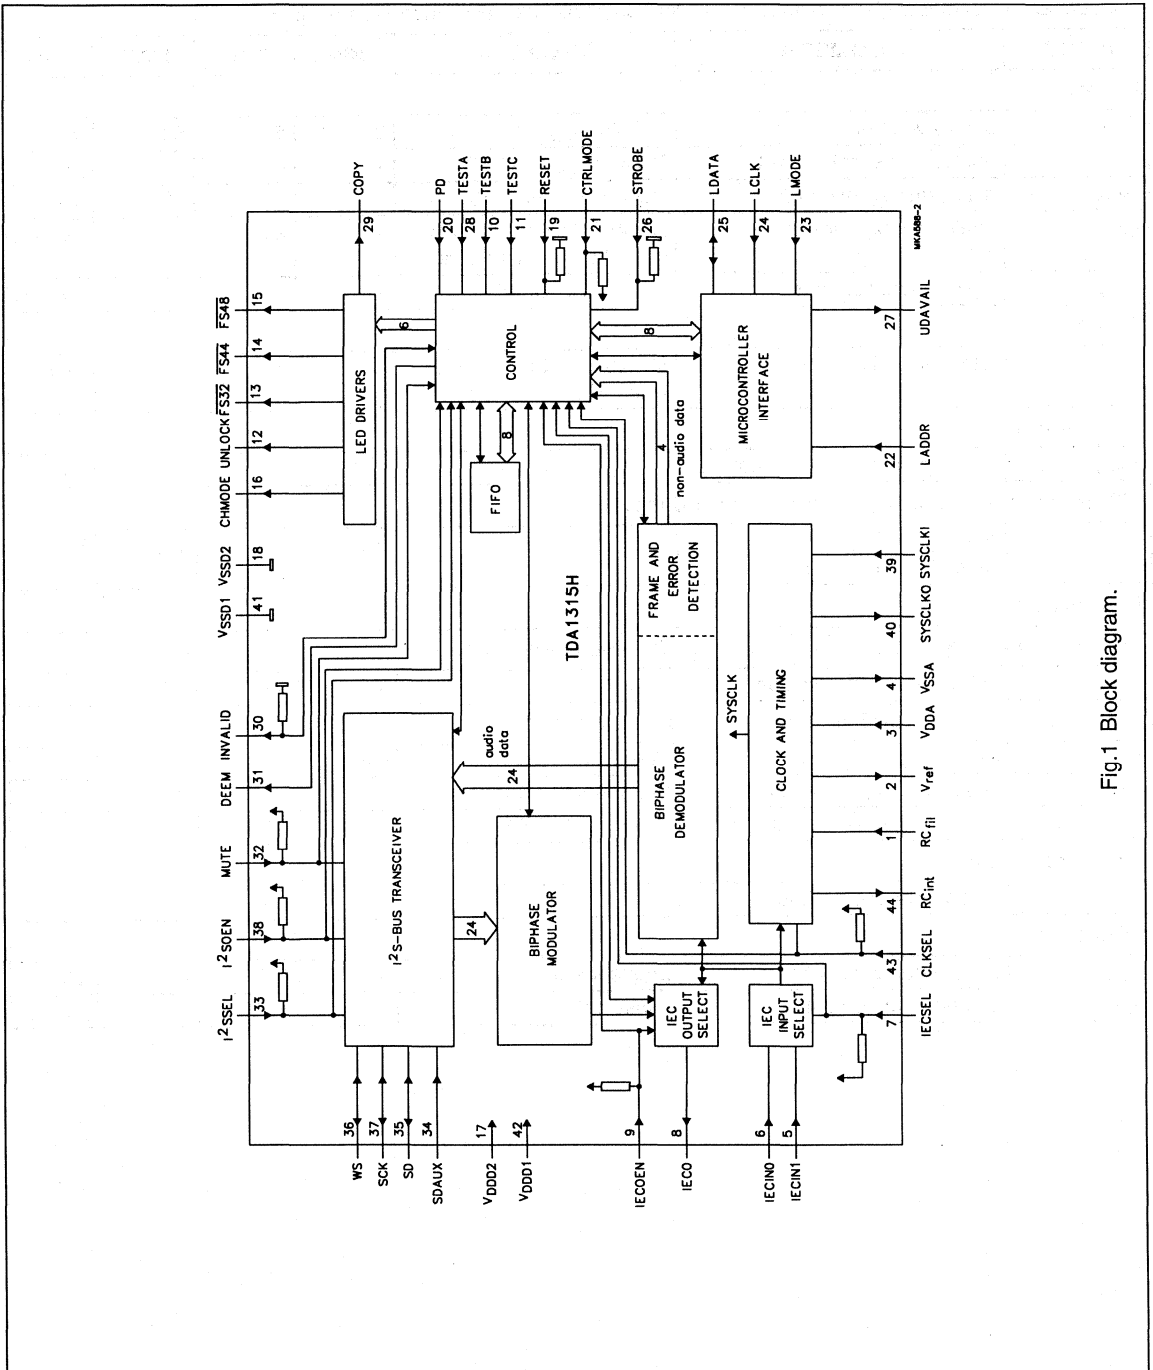 I²SSEL
33
I²SOEN
38
MUTE
32
DEEM
31
INVALID
30
VSSD1
41
VSSD2
18
CHMODE
16
UNLOCK
12
FS32
13
FS44
14
FS48
15
LED DRIVERS
29
COPY
I²S-BUS TRANSCEIVER
36
WS
37
SCK
35
SD
34
SDAUX
17
VDDD2
42
VDDD1
6
CONTROL
20
PD
28
TESTA
10
TESTB
11
TESTC
19
RESET
21
CTRLMODE
26
STROBE
FIFO
8
24
BIPHASE
MODULATOR
audio
data
24
TDA1315H
9
IECOEN
8
IECO
IEC
OUTPUT
SELECT
BIPHASE
DEMODULATOR
FRAME AND
ERROR
DETECTION
4
non-audio data
8
MICROCONTROLLER
INTERFACE
25
LDATA
24
LCLK
23
LMODE
SYSCLK
CLOCK AND TIMING
6
IECIN0
5
IECIN1
IEC
INPUT
SELECT
7
IECSEL
43
CLKSEL
44
RCint
1
RCfil
2
Vref
3
VDDA
4
VSSA
40
SYSCLKO
39
SYSCLKI
22
LADDR
27
UDAVAIL
MKA588-2
Fig.1 Block diagram.